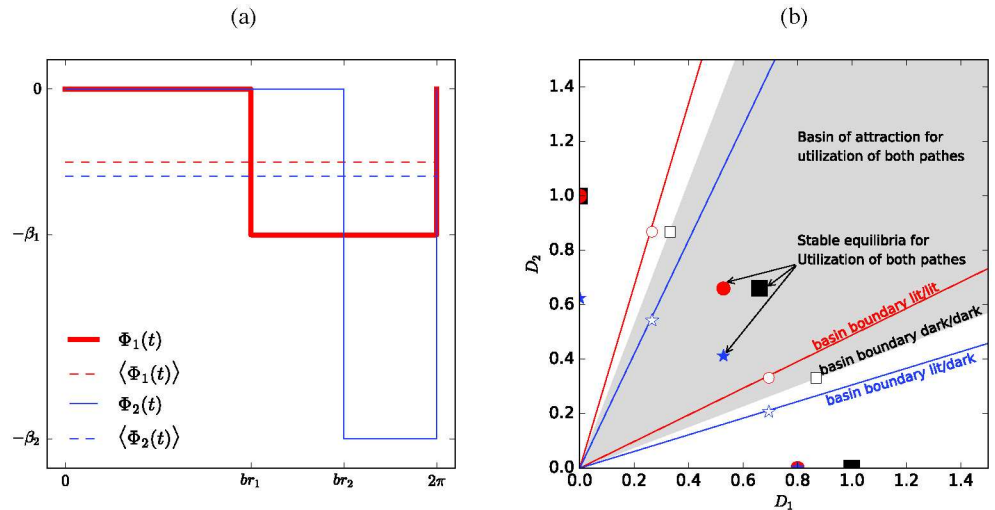 (a)
(b)
0
−β₁
−β₂
Φ₁(t)
⟨Φ₁(t)⟩
Φ₂(t)
⟨Φ₂(t)⟩
0
br₁
br₂
2π
1.4
1.2
1.0
0.8
0.6
0.4
0.2
0.0
D₂
Basin of attraction for
utilization of both pathes
Stable equilibria for
Utilization of both pathes
basin boundary lit/lit
basin boundary dark/dark
basin boundary lit/dark
0.0
0.2
0.4
0.6
0.8
1.0
1.2
1.4
D₁